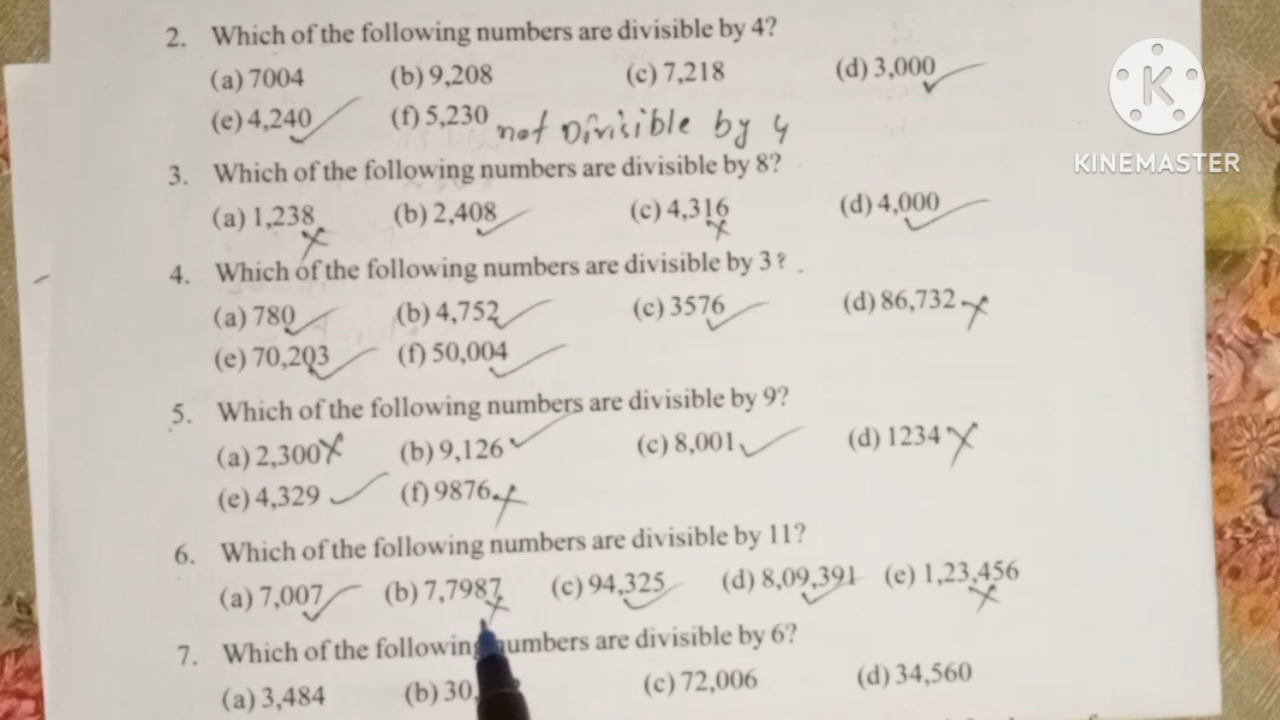 2. Which of the following numbers are divisible by 4?
(a) 7004 (b) 9,208 (c) 7,218 (d) 3,000
(e) 4,240 (f) 5,230 not Divisible by 4
3. Which of the following numbers are divisible by 8?
(a) 1,238 (b) 2,408 (c) 4,316 (d) 4,000
4. Which of the following numbers are divisible by 3?
(a) 780 (b) 4,752 (c) 3576 (d) 86,732
(e) 70,203 (f) 50,004
5. Which of the following numbers are divisible by 9?
(a) 2,300 (b) 9,126 (c) 8,001 (d) 1234
(e) 4,329 (f) 9876
6. Which of the following numbers are divisible by 11?
(a) 7,007 (b) 7,7987 (c) 94,325 (d) 8,09,391 (e) 1,23,456
7. Which of the following numbers are divisible by 6?
(a) 3,484 (b) 30, (c) 72,006 (d) 34,560
K
KINEMASTER